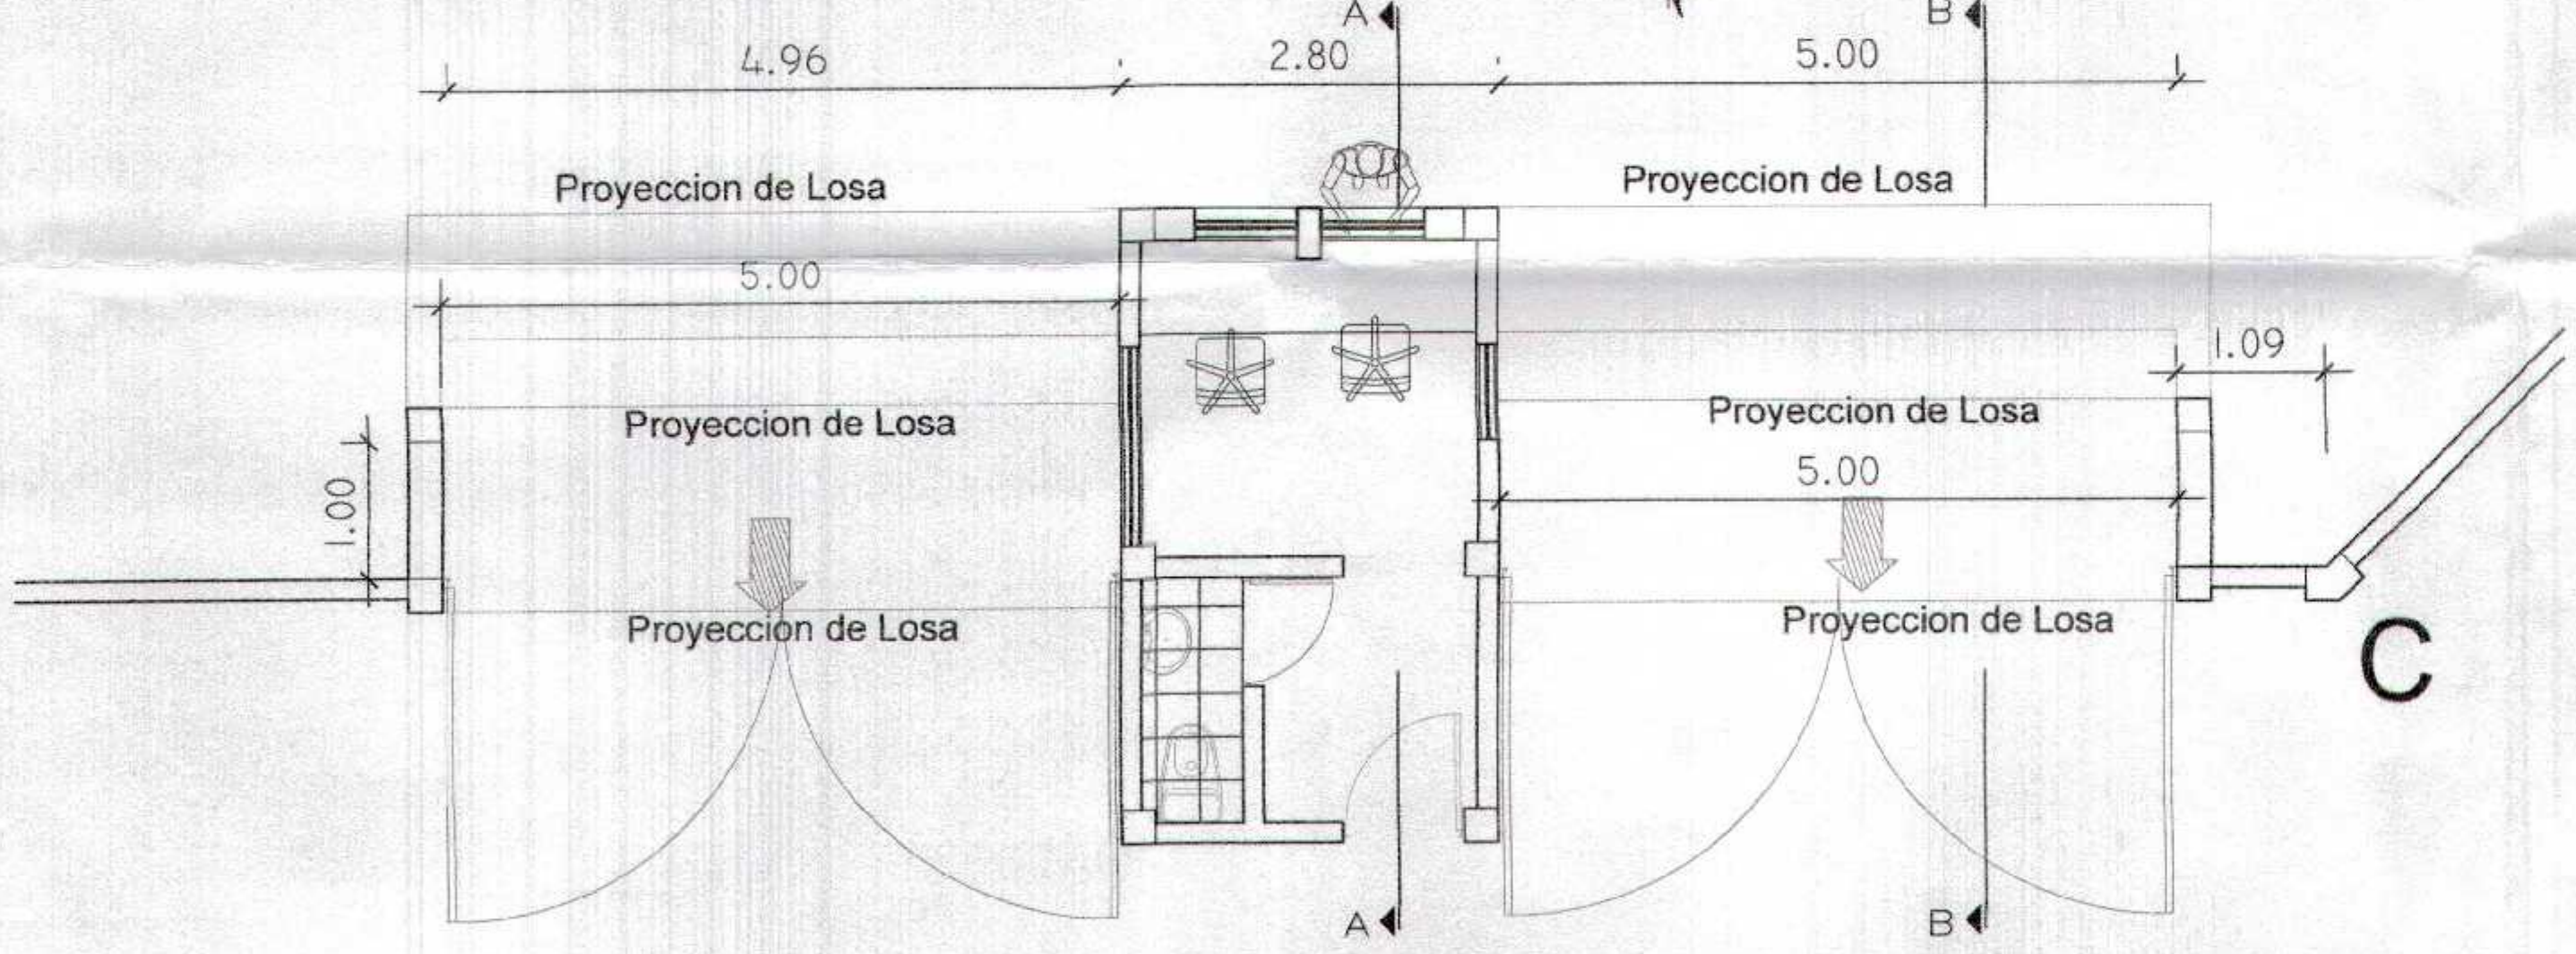 A
B
4.96
2.80
5.00
Proyeccion de Losa
Proyeccion de Losa
5.00
1.09
Proyeccion de Losa
Proyeccion de Losa
5.00
1.00
Proyeccion de Losa
Proyeccion de Losa
C
A
B